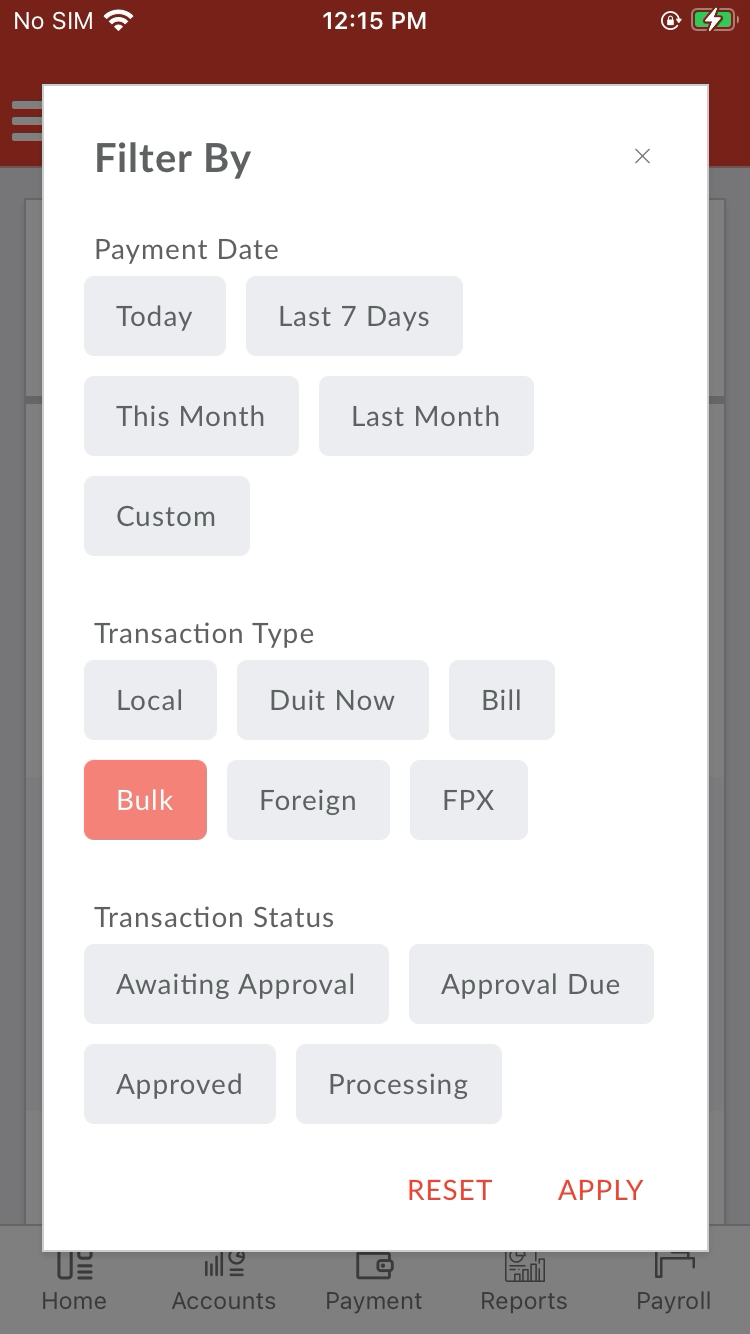 No SIM 12:15 PM
Filter By
Payment Date
Today Last 7 Days
This Month Last Month
Custom
Transaction Type
Local Duit Now Bill
Bulk Foreign FPX
Transaction Status
Awaiting Approval Approval Due
Approved Processing
RESET APPLY
Home Accounts Payment Reports Payroll